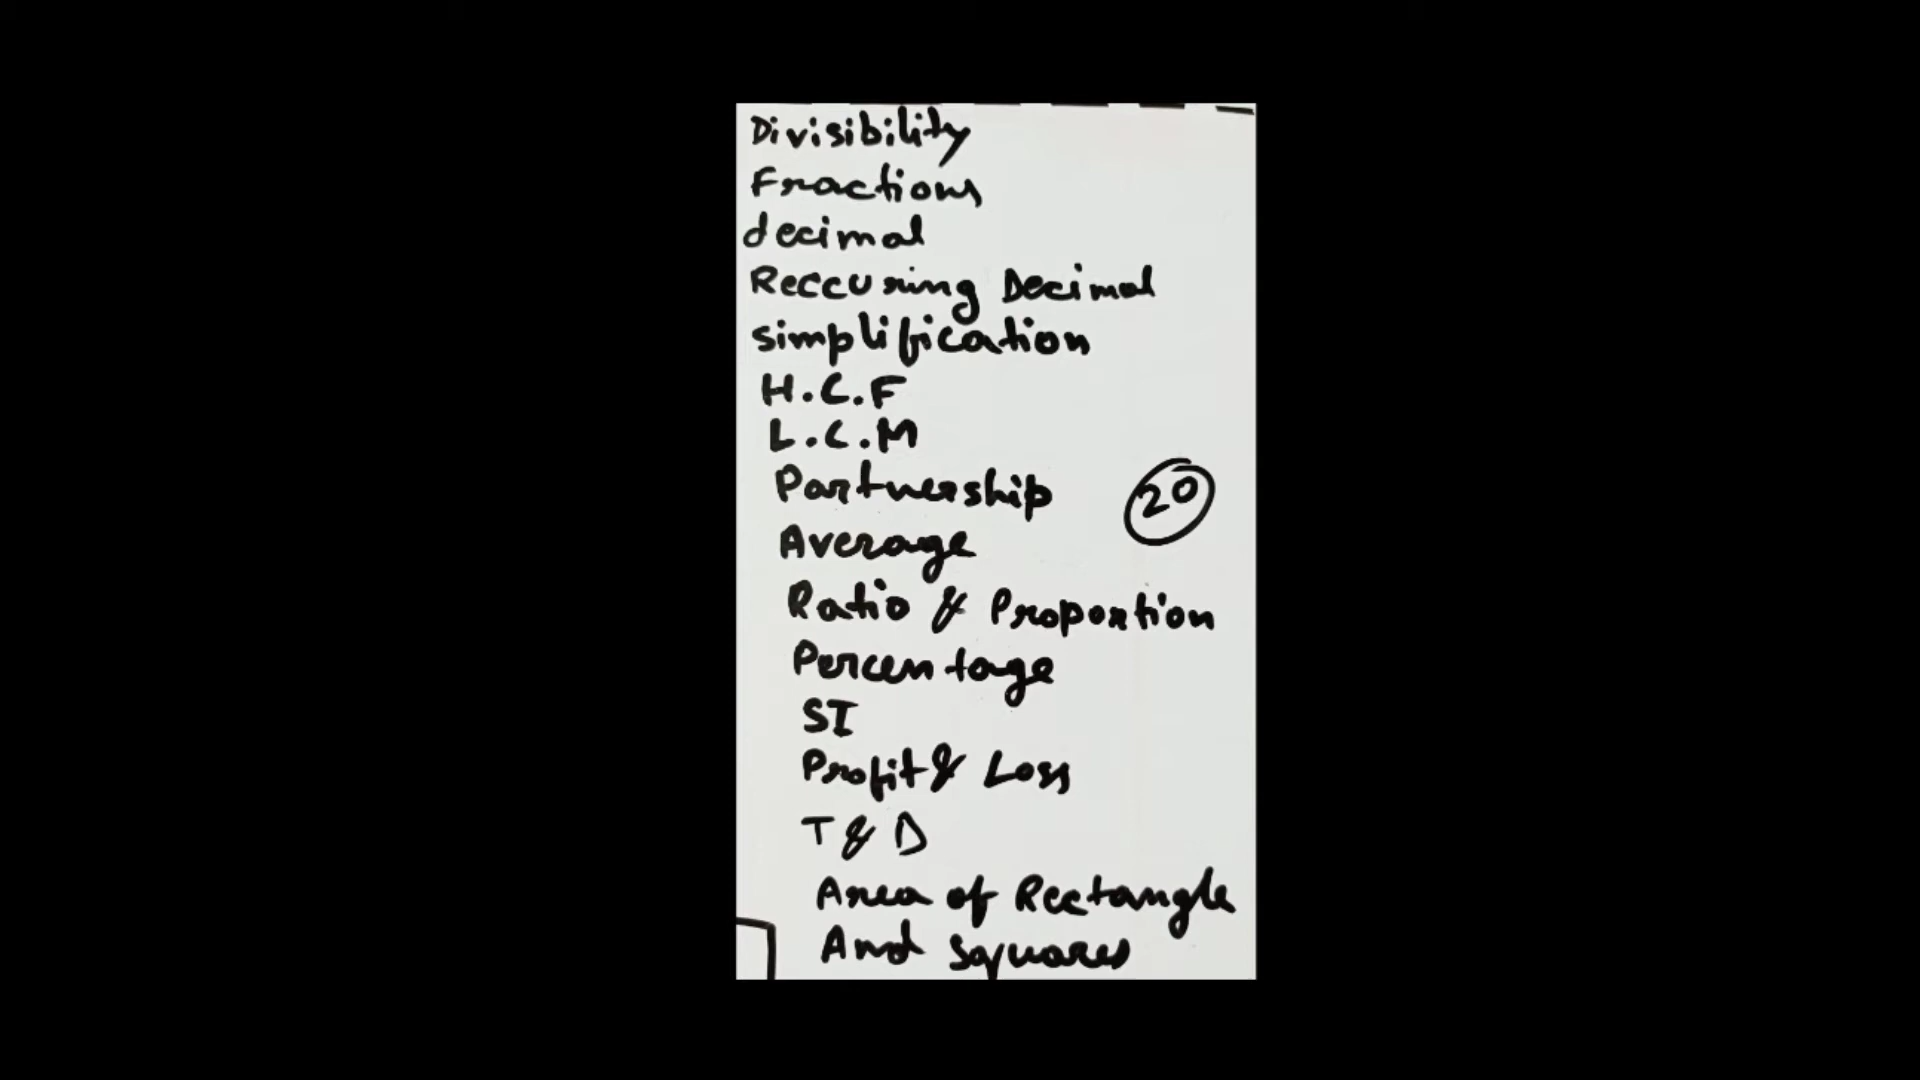 Divisibility
Fractions
decimal
Reccuring Decimal
Simplification
H.C.F
L.C.M
Partnership
20
Average
Ratio & Proportion
Percentage
SI
Profit & Loss
T & D
Area of Rectangle
And Squares